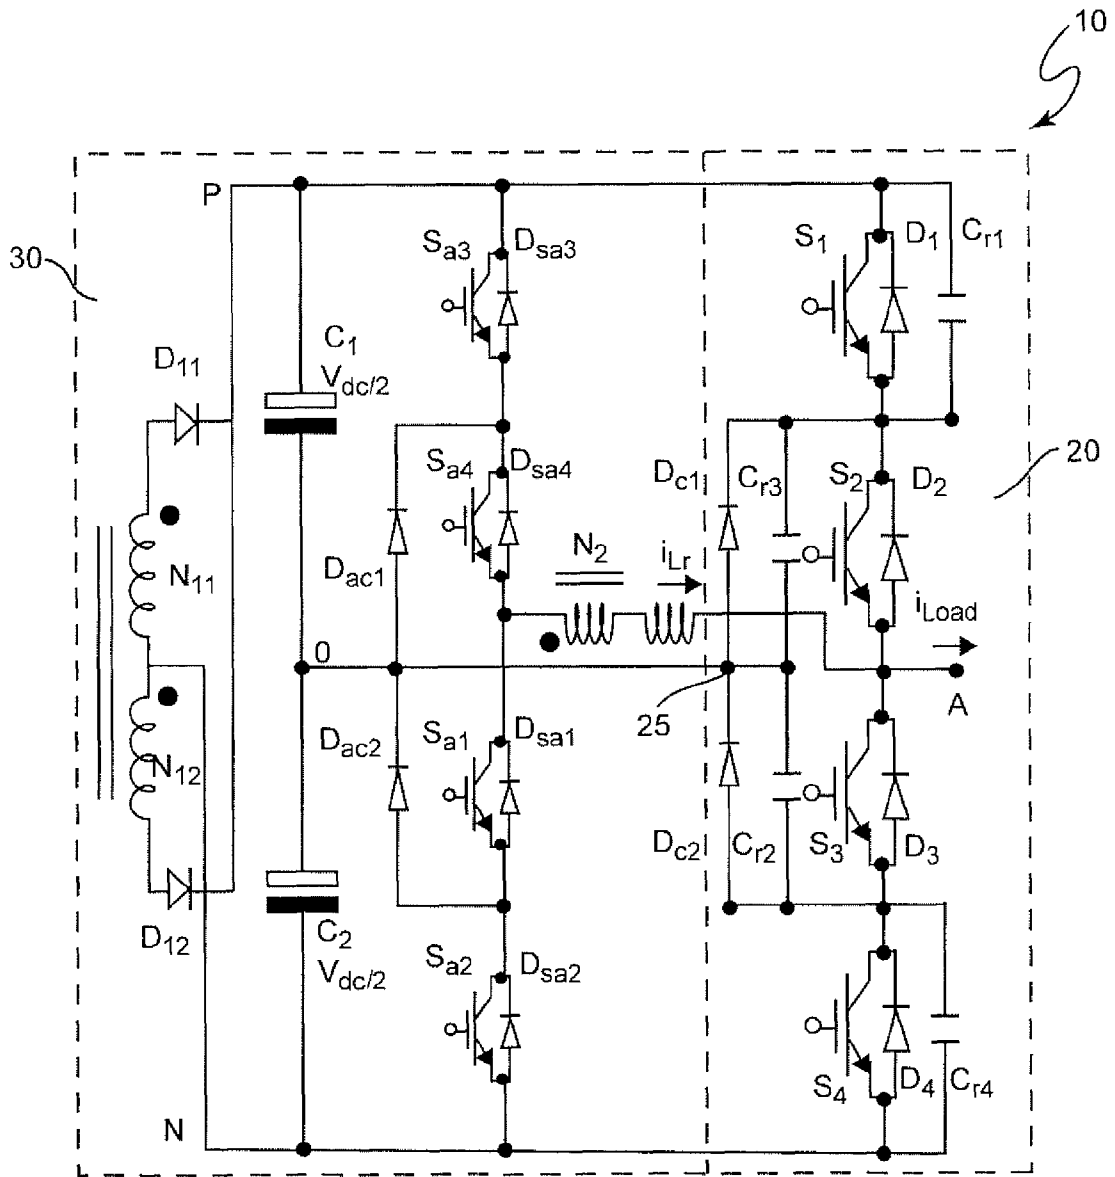 10
P
30
S1
D1
Cr1
Sa3
Dsa3
C1
Vdc/2
D11
Sa4
Dsa4
Dc1
Cr3
S2
D2
20
N11
Dac1
N2
iLr
iLoad
0
25
A
N12
Dac2
Sa1
Dsa1
Dc2
Cr2
S3
D3
D12
C2
Vdc/2
Sa2
Dsa2
S4
D4
Cr4
N